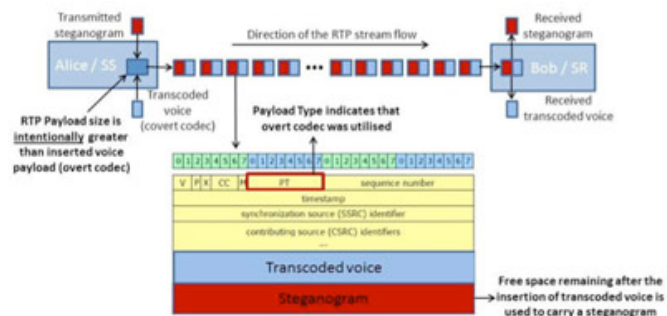 Transmitted
steganogram
Direction of the RTP stream flow
Received
steganogram
Alice / SS
Bob / SR
Transcoded voice
(covert codec)
Received
transcoded voice
RTP Payload size is
intentionally greater
than inserted voice
payload (overt codec)
Payload Type indicates that
overt codec was utilised
0 1 2 3 4 5 6 7 0 1 2 3 4 5 6 7 0 1 2 3 4 5 6 7 0 1 2 3 4 5 6 7
V P X CC M PT sequence number
timestamp
synchronization source (SSRC) identifier
contributing source (CSRC) identifiers
...
Transcoded voice
Steganogram
Free space remaining after the
insertion of transcoded voice is
used to carry a steganogram